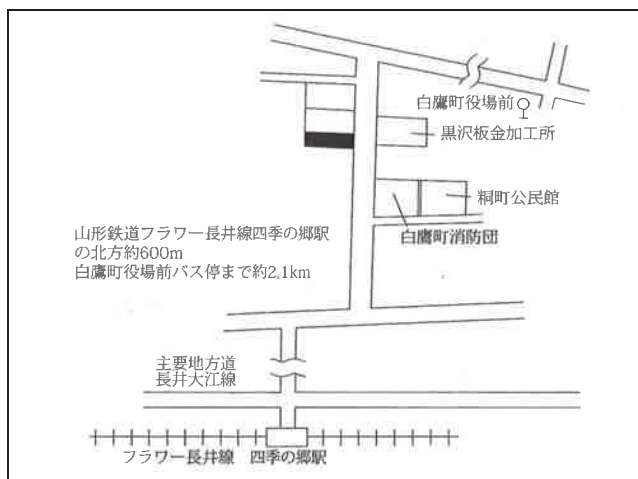 白鷹町役場前
黒沢板金加工所
粡町公民館
白鷹町消防団
山形鉄道フラワー長井線四季の郷駅
の北方約600m
白鷹町役場前バス停まで約2.1km
主要地方道
長井大江線
フラワー長井線 四季の郷駅